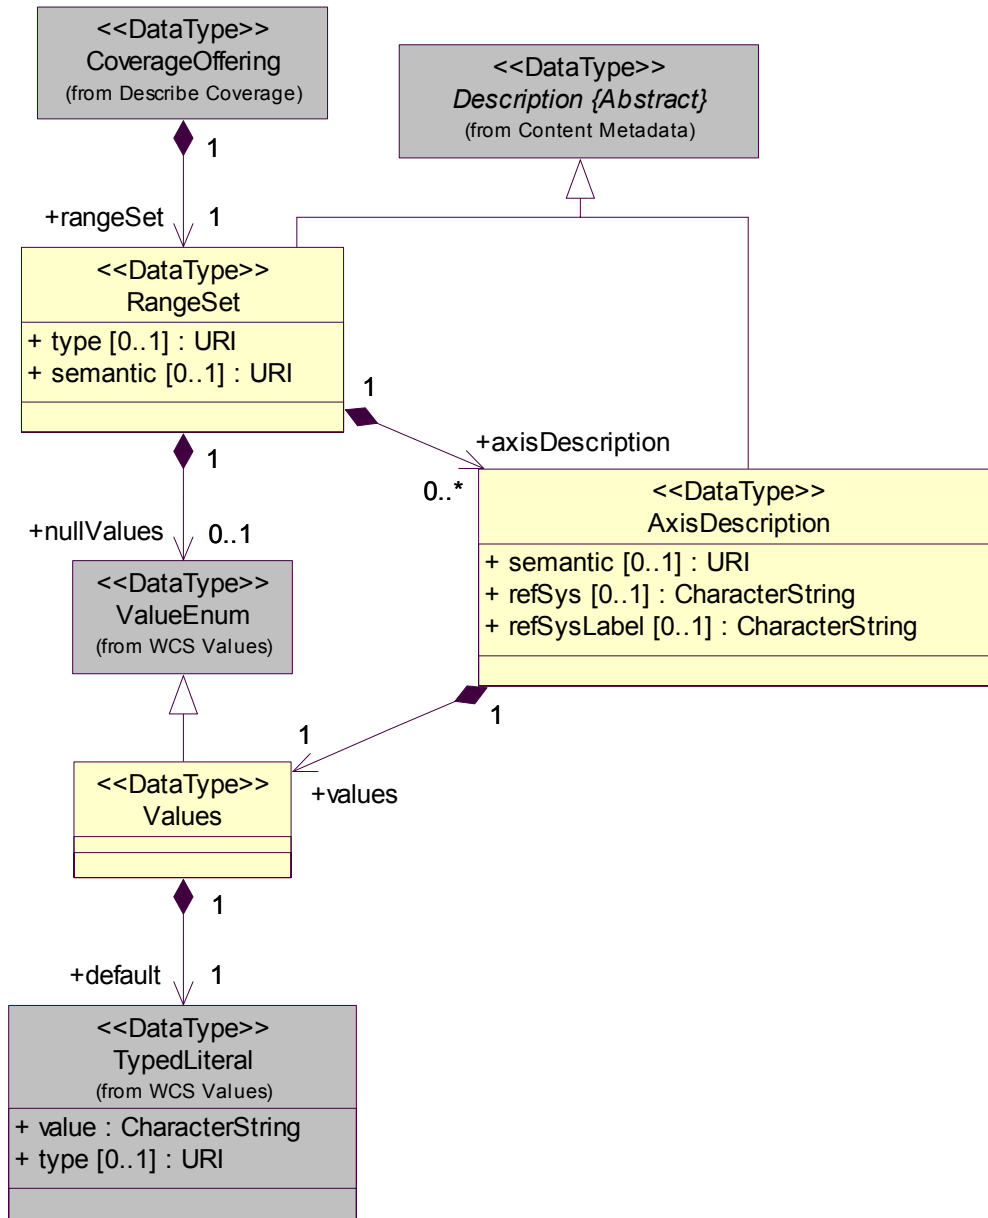 <<DataType>>
CoverageOffering
(from Describe Coverage)
<<DataType>>
Description {Abstract}
(from Content Metadata)
1
+rangeSet
1
<<DataType>>
RangeSet
+ type [0..1] : URI
+ semantic [0..1] : URI
1
+axisDescription
0..*
1
+nullValues
0..1
<<DataType>>
AxisDescription
+ semantic [0..1] : URI
+ refSys [0..1] : CharacterString
+ refSysLabel [0..1] : CharacterString
<<DataType>>
ValueEnum
(from WCS Values)
1
1
+values
<<DataType>>
Values
1
+default
1
<<DataType>>
TypedLiteral
(from WCS Values)
+ value : CharacterString
+ type [0..1] : URI